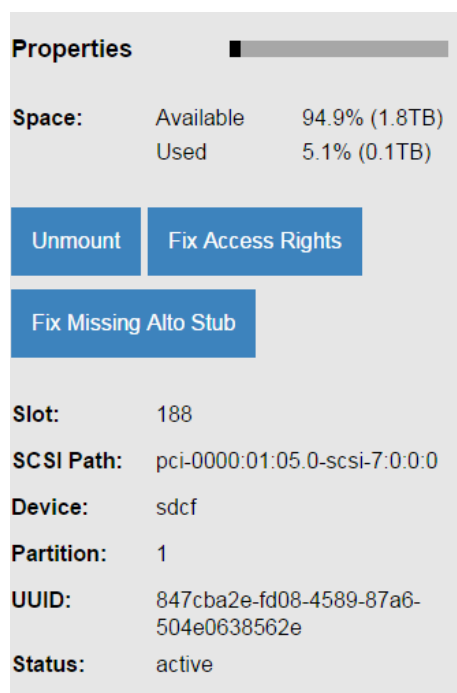 Properties
Space: Available 94.9% (1.8TB)
Used 5.1% (0.1TB)
Unmount Fix Access Rights
Fix Missing Alto Stub
Slot: 188
SCSI Path: pci-0000:01:05.0-scsi-7:0:0:0
Device: sdcf
Partition: 1
UUID: 847cba2e-fd08-4589-87a6-
504e0638562e
Status: active